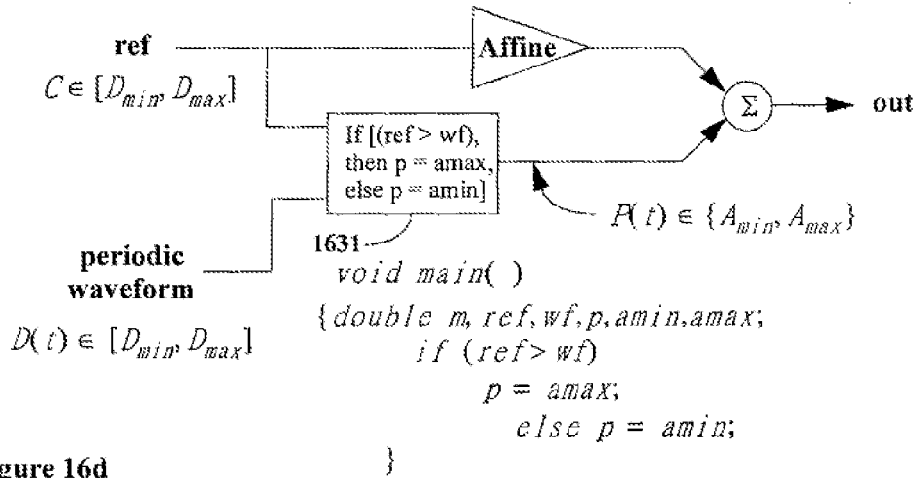 ref
Affine
C ∈ [D_min, D_max]
Σ
out
If [(ref > wf),
then p = amax,
else p = amin]
P(t) ∈ {A_min, A_max}
1631
periodic
waveform
D(t) ∈ [D_min, D_max]
void main( )
{double m, ref, wf, p, amin, amax;
if (ref> wf)
p = amax;
else p = amin;
}
gure 16d